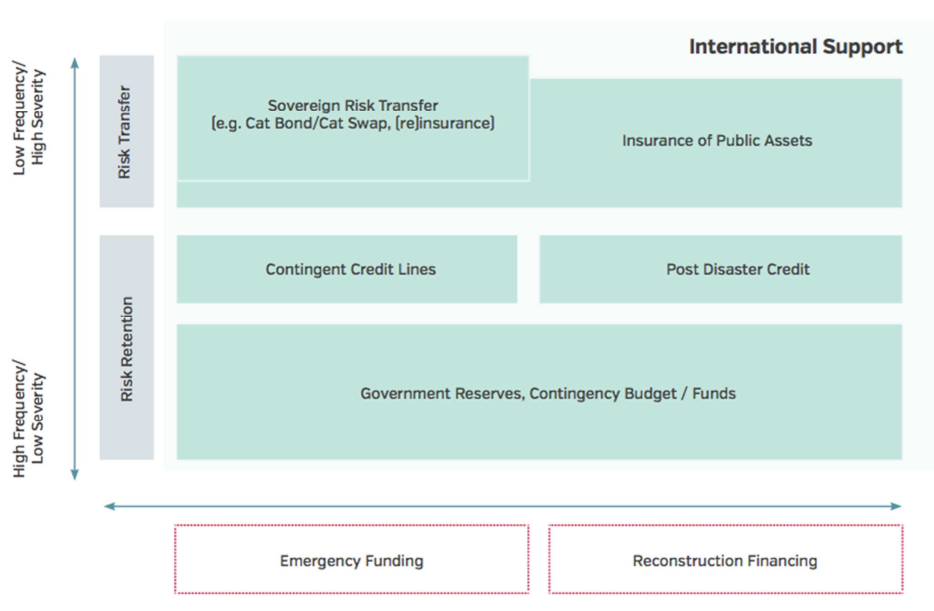 International Support
Low Frequency/
High Severity
Risk Transfer
Sovereign Risk Transfer
(e.g. Cat Bond/Cat Swap, (re)insurance)
Insurance of Public Assets
Contingent Credit Lines
Post Disaster Credit
Risk Retention
High Frequency/
Low Severity
Government Reserves, Contingency Budget / Funds
Emergency Funding
Reconstruction Financing